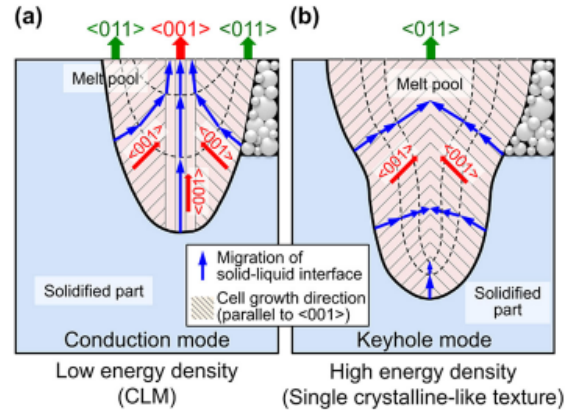 (a)
<011>
<001>
<011>
Melt pool
<001>
<001>
<001>
Solidified part
Conduction mode
Low energy density
(CLM)
(b)
<011>
Melt pool
<001>
<001>
Solidified
part
Keyhole mode
High energy density
(Single crystalline-like texture)
Migration of
solid-liquid interface
Cell growth direction
(parallel to <001>)